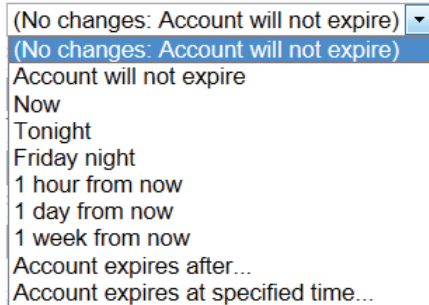 (No changes: Account will not expire)
(No changes: Account will not expire)
Account will not expire
Now
Tonight
Friday night
1 hour from now
1 day from now
1 week from now
Account expires after...
Account expires at specified time...